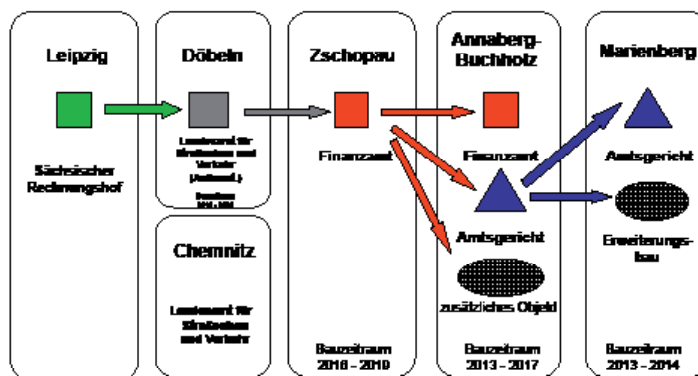 Leipzig
Sächsischer
Rechnungshof
Döbeln
Landesamt für
Straßenbau und
Verkehr
Chemnitz
Landesamt für
Straßenbau
und Verkehr
Zschopau
Finanzamt
Bauzeitraum
2016 - 2019
Annaberg-
Buchholz
Finanzamt
Amtsgericht
zusätzliches Objekt
Bauzeitraum
2013 - 2017
Marienberg
Amtsgericht
Erweiterungs-
bau
Bauzeitraum
2013 - 2014